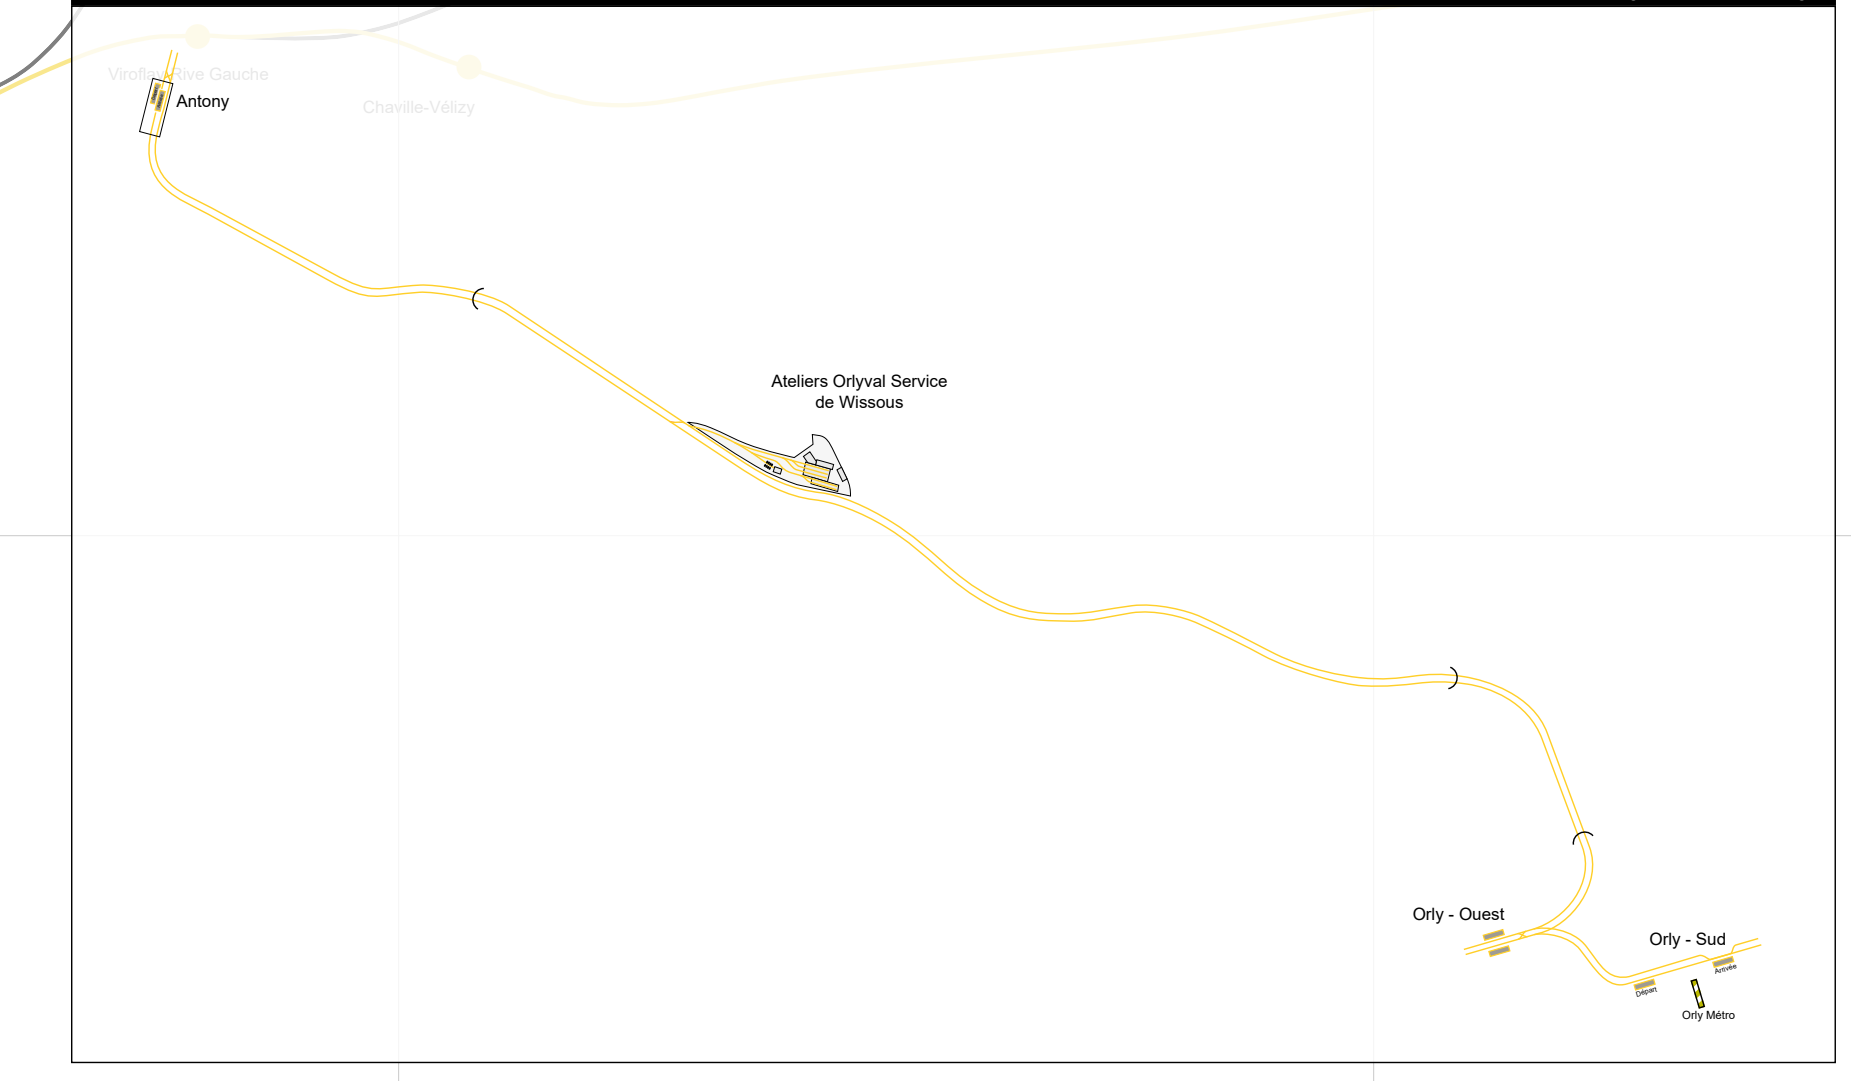 Viroflay Rive Gauche
Antony
Chaville-Vélizy
Ateliers Orlyval Service
de Wissous
Orly - Ouest
Orly - Sud
Arrivée
Départ
Orly Métro